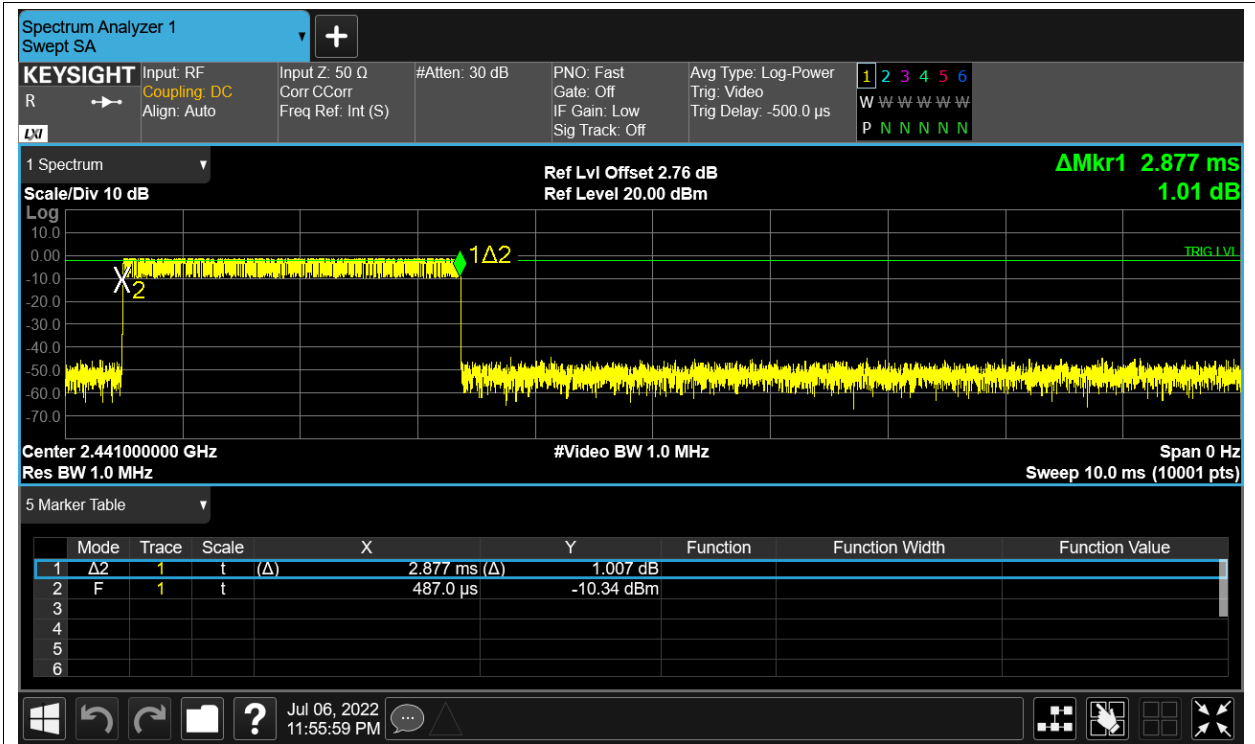 Spectrum Analyzer 1
Swept SA
+
KEYSIGHT Input: RF Input Z: 50 Ω #Atten: 30 dB PNO: Fast Avg Type: Log-Power 1 2 3 4 5 6
R Coupling: DC Corr CCorr Gate: Off Trig: Video W W W W W W
Align: Auto Freq Ref: Int (S) IF Gain: Low Trig Delay: -500.0 µs
LXI Sig Track: Off P N N N N N
1 Spectrum
Ref Lvl Offset 2.76 dB ΔMkr1 2.877 ms
Scale/Div 10 dB Ref Level 20.00 dBm 1.01 dB
Log
10.0
0.00 1Δ2 TRIG LVL
-10.0 2
-20.0
-30.0
-40.0
-50.0
-60.0
-70.0
Center 2.441000000 GHz #Video BW 1.0 MHz Span 0 Hz
Res BW 1.0 MHz Sweep 10.0 ms (10001 pts)
5 Marker Table
Mode Trace Scale X Y Function Function Width Function Value
1 Δ2 1 t (Δ) 2.877 ms (Δ) 1.007 dB
2 F 1 t 487.0 µs -10.34 dBm
3
4
5
6
? Jul 06, 2022
11:55:59 PM